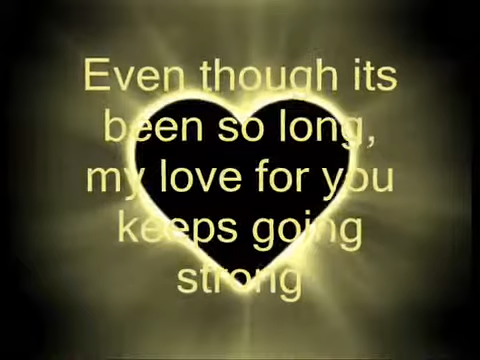 Even though its
been so long,
my love for you
keeps going
strong